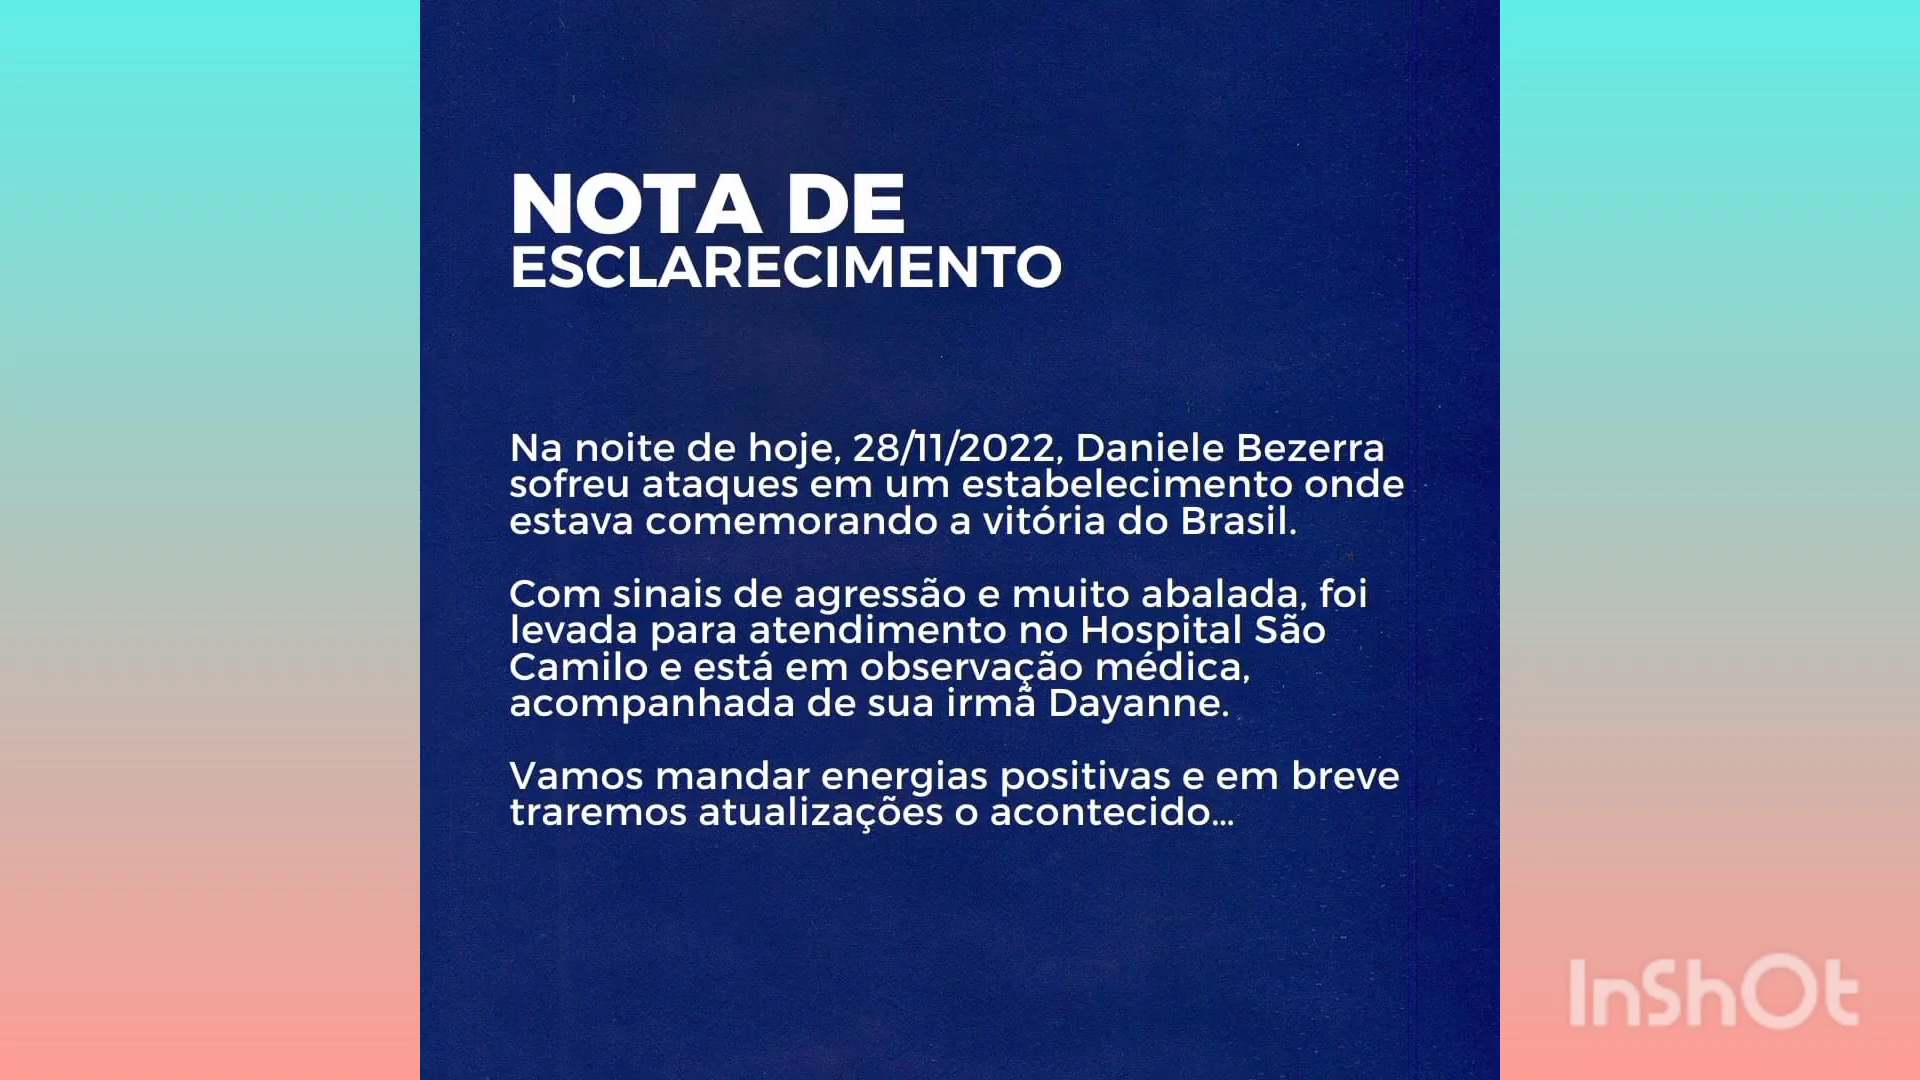 NOTA DE
ESCLARECIMENTO
Na noite de hoje, 28/11/2022, Daniele Bezerra
sofreu ataques em um estabelecimento onde
estava comemorando a vitória do Brasil.
Com sinais de agressão e muito abalada, foi
levada para atendimento no Hospital São
Camilo e está em observação médica,
acompanhada de sua irmã Dayanne.
Vamos mandar energias positivas e em breve
traremos atualizações o acontecido...
InShOt